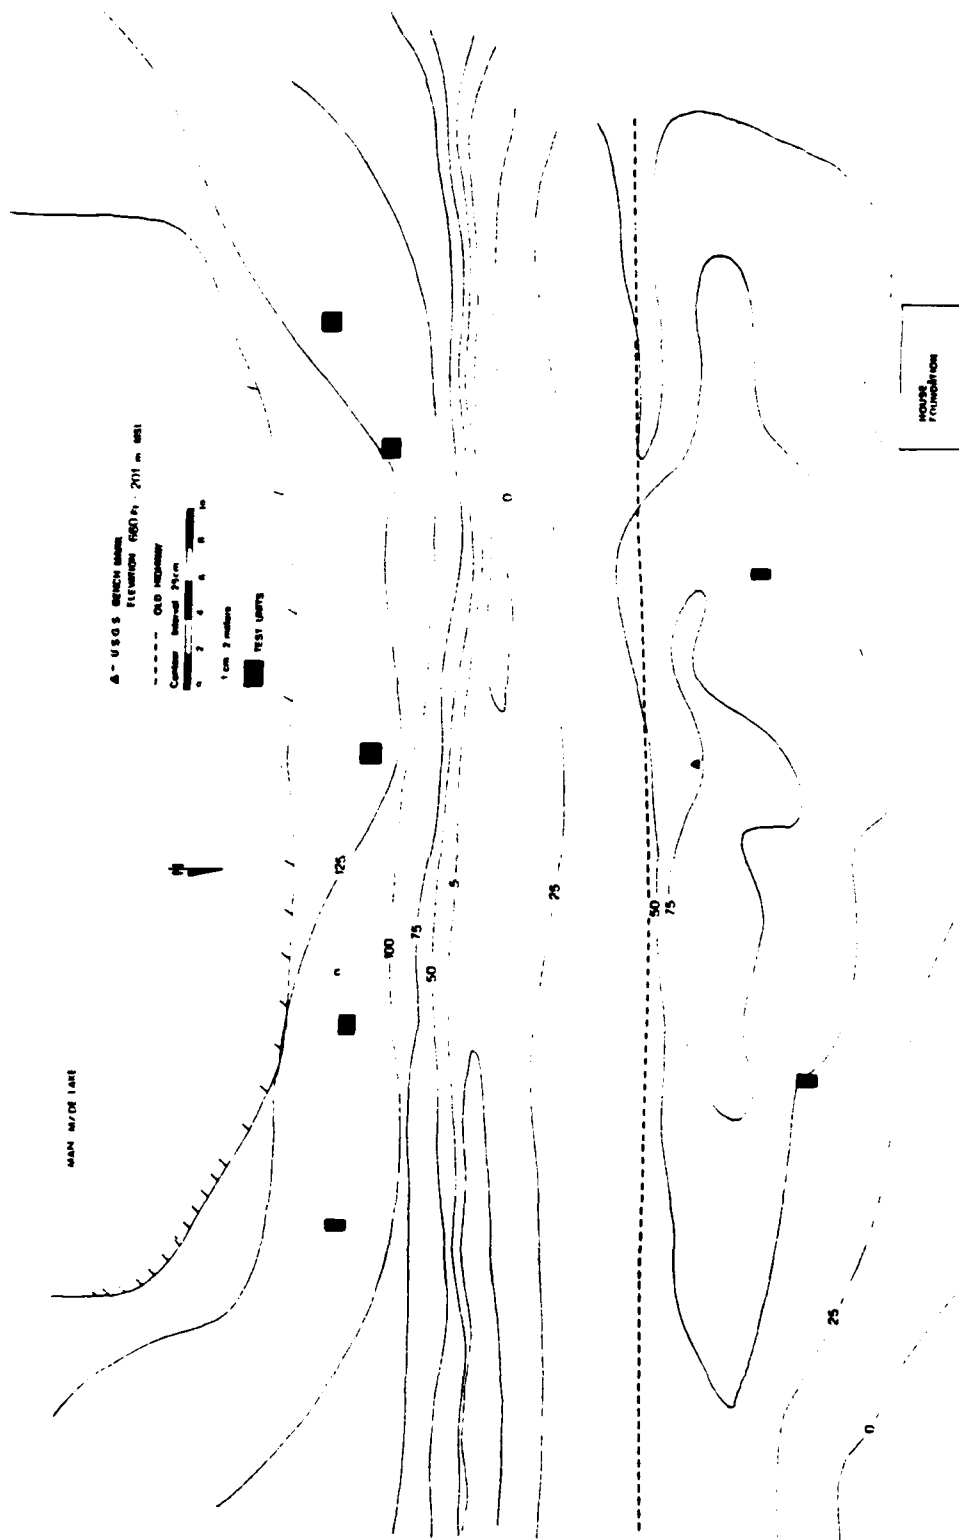 MAN MADE LAKE
Δ - U S G S BENCH MARK
ELEVATION 660 Ft - 201 m MSL
----- OLD HIGHWAY
Contour Interval 25cm
0 2 4 6 8 10
1 cm 2 meters
TEST UNITS
125
100
75
50
5
0
25
50
75
25
0
HOUSE
FOUNDATION